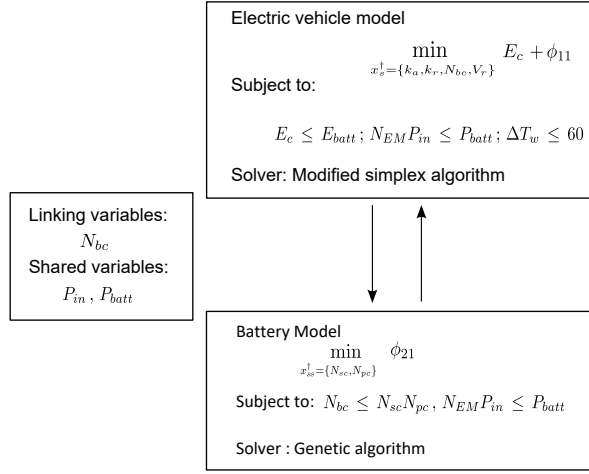 Electric vehicle model
min E_c + ϕ_11
x_s^† = {k_a, k_r, N_bc, V_r}
Subject to:
E_c ≤ E_batt ; N_EM P_in ≤ P_batt ; ΔT_w ≤ 60
Solver: Modified simplex algorithm
Linking variables:
N_bc
Shared variables:
P_in , P_batt
Battery Model
min ϕ_21
x_ss^† = {N_sc, N_pc}
Subject to: N_bc ≤ N_sc N_pc , N_EM P_in ≤ P_batt
Solver : Genetic algorithm